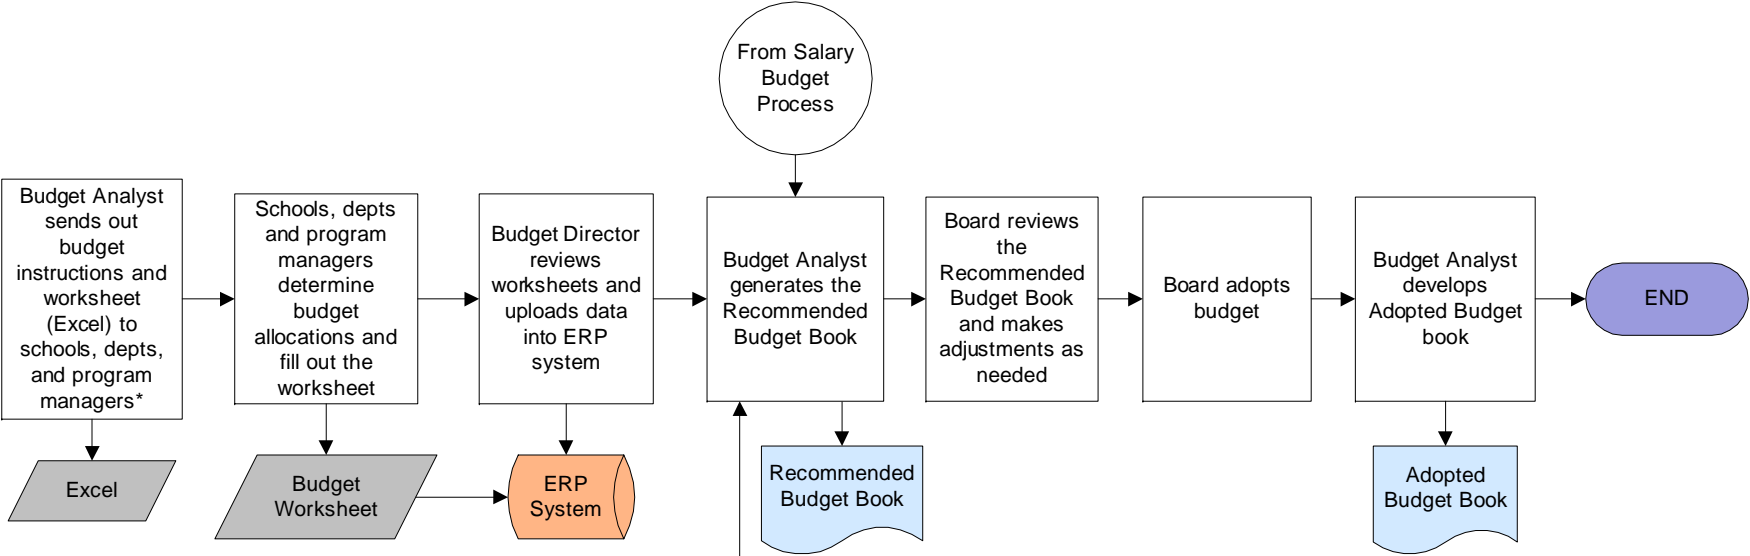 From Salary
Budget
Process
Budget Analyst
sends out
budget
instructions and
worksheet
(Excel) to
schools, depts,
and program
managers*
Schools, depts
and program
managers
determine
budget
allocations and
fill out the
worksheet
Budget Director
reviews
worksheets and
uploads data
into ERP
system
Budget Analyst
generates the
Recommended
Budget Book
Board reviews
the
Recommended
Budget Book
and makes
adjustments as
needed
Board adopts
budget
Budget Analyst
develops
Adopted Budget
book
END
Excel
Budget
Worksheet
ERP
System
Recommended
Budget Book
Adopted
Budget Book